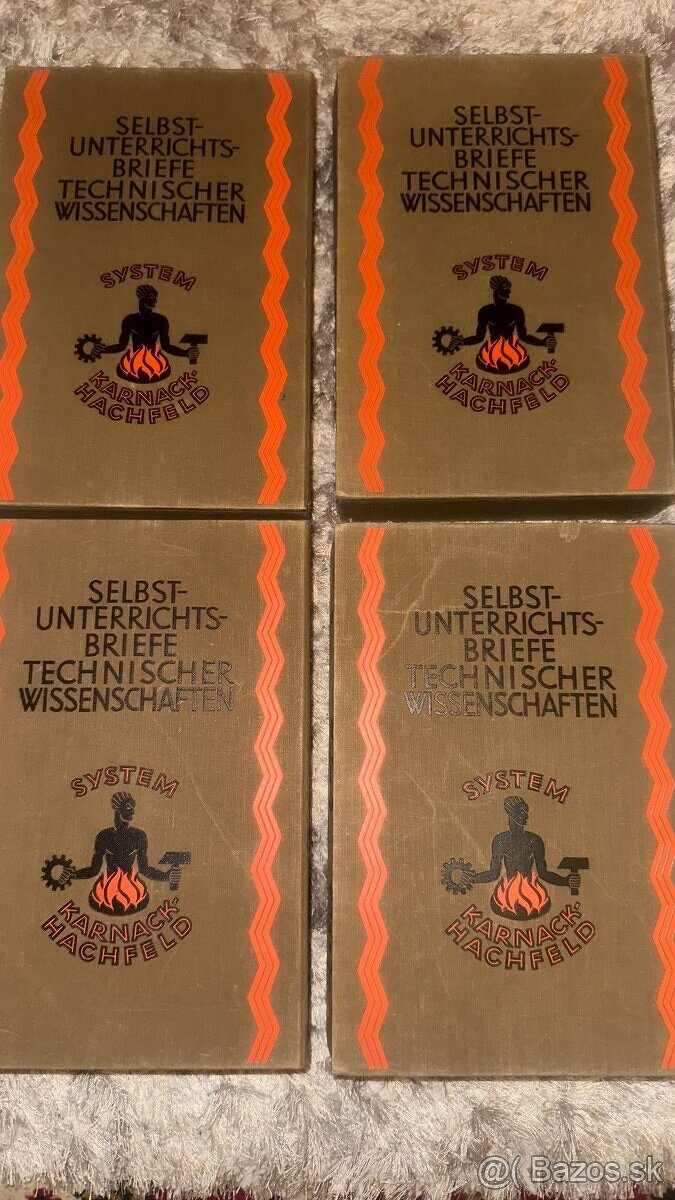 SELBST-
UNTERRICHTS-
BRIEFE
TECHNISCHER
WISSENSCHAFTEN
SYSTEM
KARNACK-
HACHFELD
SELBST-
UNTERRICHTS-
BRIEFE
TECHNISCHER
WISSENSCHAFTEN
SYSTEM
KARNACK-
HACHFELD
SELBST-
UNTERRICHTS-
BRIEFE
TECHNISCHER
WISSENSCHAFTEN
SYSTEM
KARNACK-
HACHFELD
SELBST-
UNTERRICHTS-
BRIEFE
TECHNISCHER
WISSENSCHAFTEN
SYSTEM
KARNACK-
HACHFELD
@( Bazos.sk